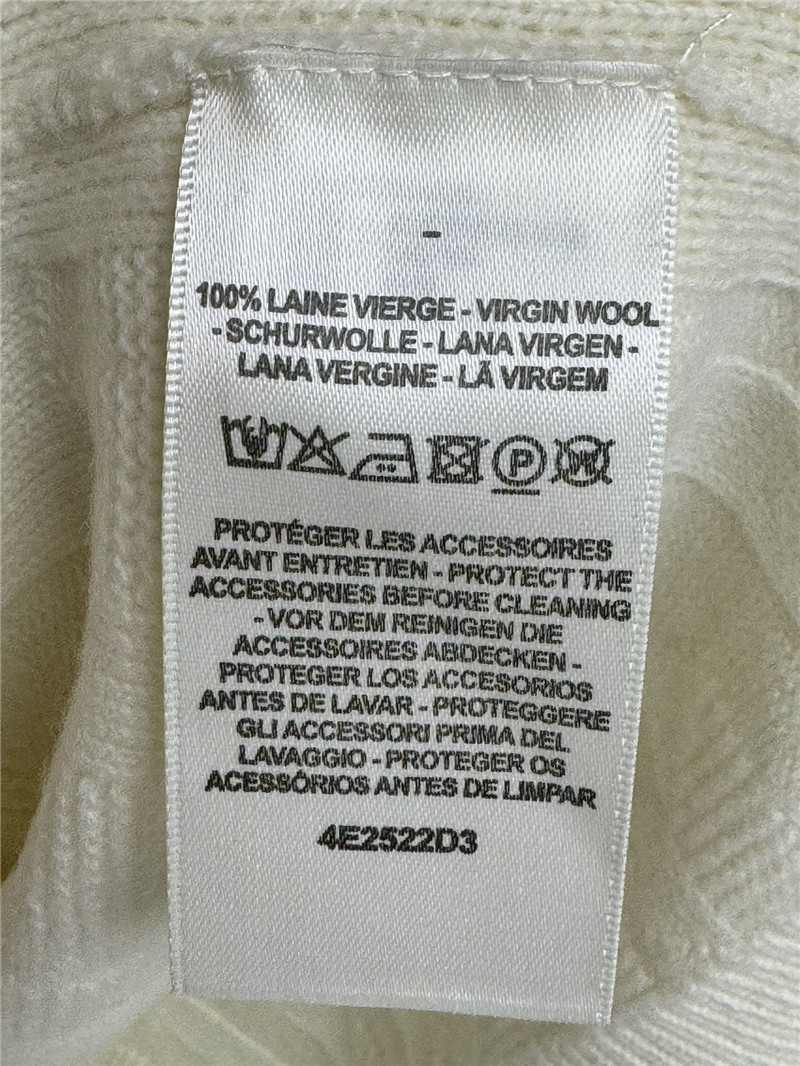 -
100% LAINE VIERGE - VIRGIN WOOL
- SCHURWOLLE - LANA VIRGEN -
LANA VERGINE - LÃ VIRGEM
P W
PROTÉGER LES ACCESSOIRES
AVANT ENTRETIEN - PROTECT THE
ACCESSORIES BEFORE CLEANING
- VOR DEM REINIGEN DIE
ACCESSOIRES ABDECKEN -
PROTEGER LOS ACCESORIOS
ANTES DE LAVAR - PROTEGGERE
GLI ACCESSORI PRIMA DEL
LAVAGGIO - PROTEGER OS
ACESSÓRIOS ANTES DE LIMPAR
4E2522D3